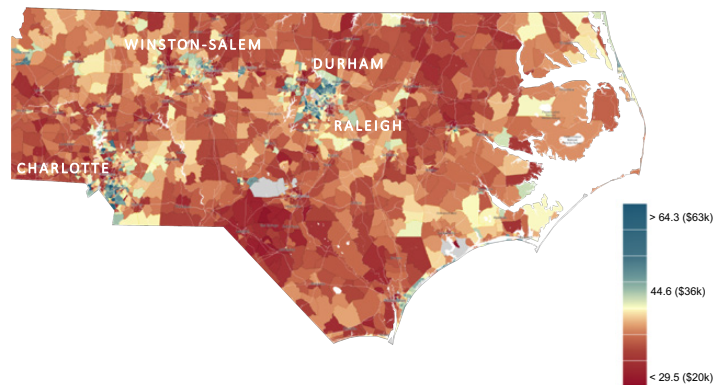 WINSTON-SALEM
DURHAM
RALEIGH
CHARLOTTE
> 64.3 ($63k)
44.6 ($36k)
< 29.5 ($20k)